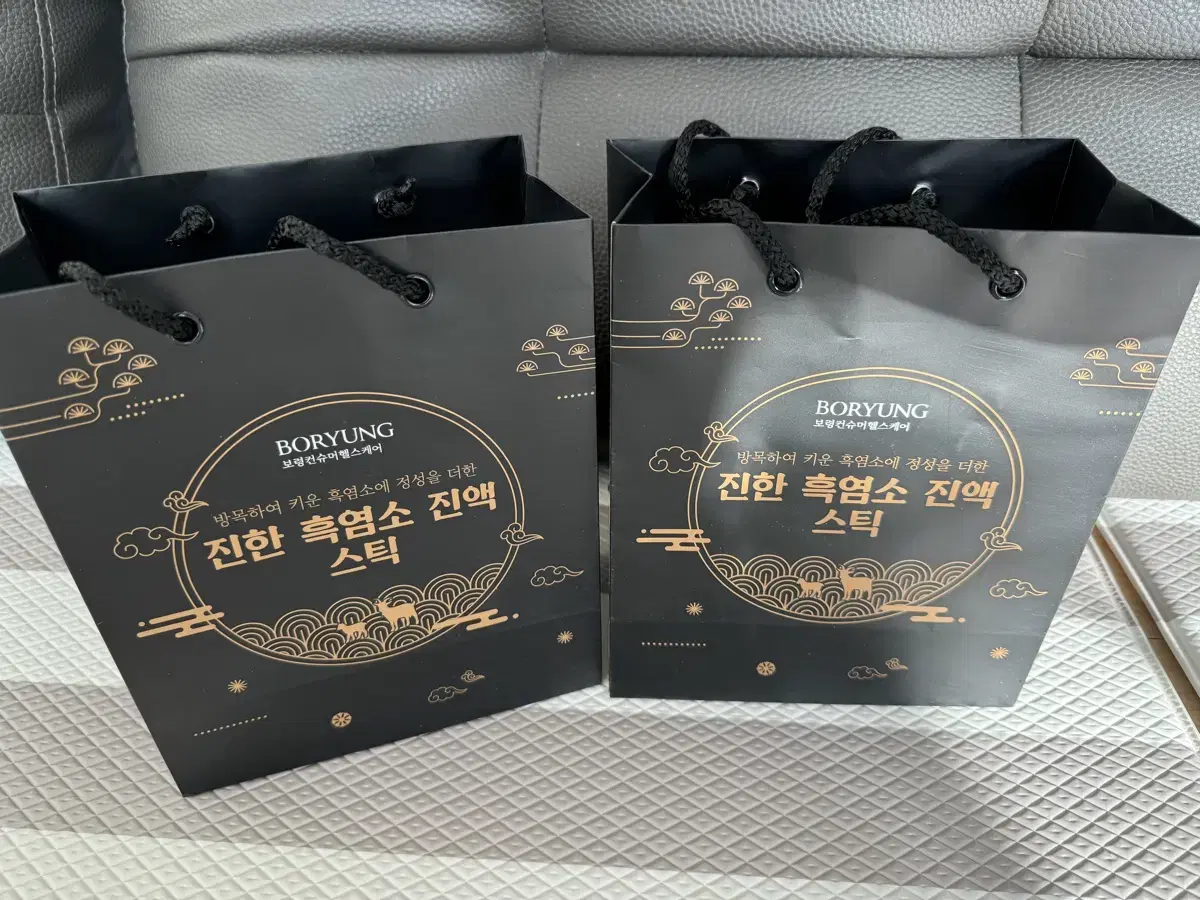 BORYUNG
보령컨슈머헬스케어
방목하여 키운 흑염소에 정성을 더한
진한 흑염소 진액
스틱
BORYUNG
보령컨슈머헬스케어
방목하여 키운 흑염소에 정성을 더한
진한 흑염소 진액
스틱